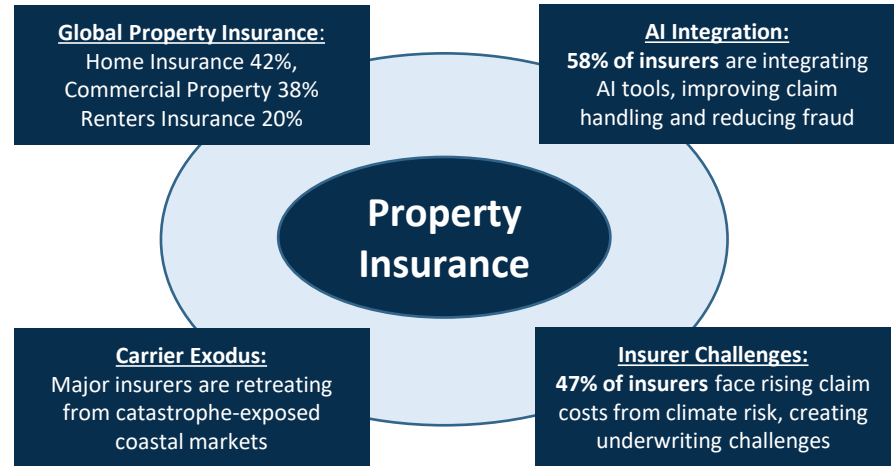 Global Property Insurance:
Home Insurance 42%,
Commercial Property 38%
Renters Insurance 20%
AI Integration:
58% of insurers are integrating
AI tools, improving claim
handling and reducing fraud
Property
Insurance
Carrier Exodus:
Major insurers are retreating
from catastrophe-exposed
coastal markets
Insurer Challenges:
47% of insurers face rising claim
costs from climate risk, creating
underwriting challenges